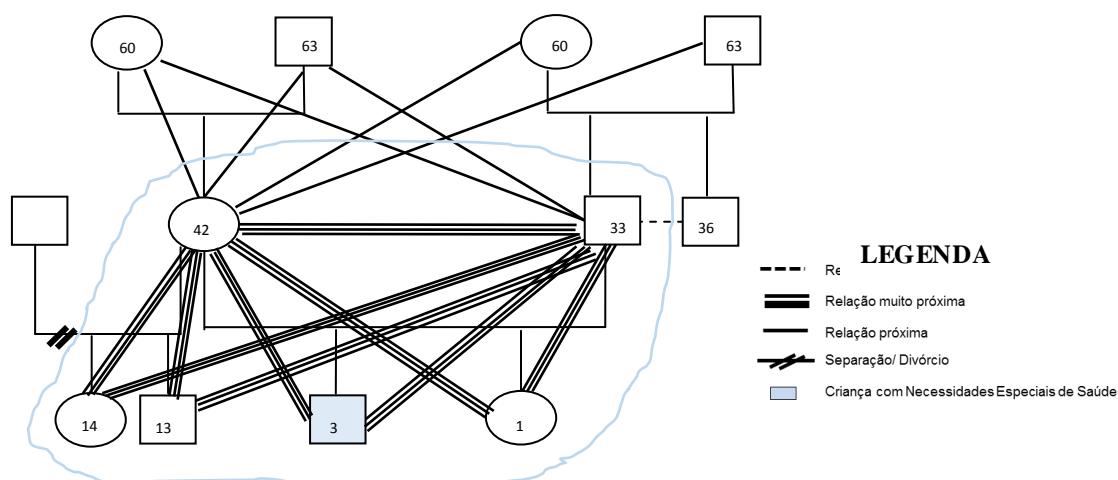 60 63 60 63
42 33 36
14 13 3 1
LEGENDA
Re
Relação muito próxima
Relação próxima
Separação/ Divórcio
Criança com Necessidades Especiais de Saúde